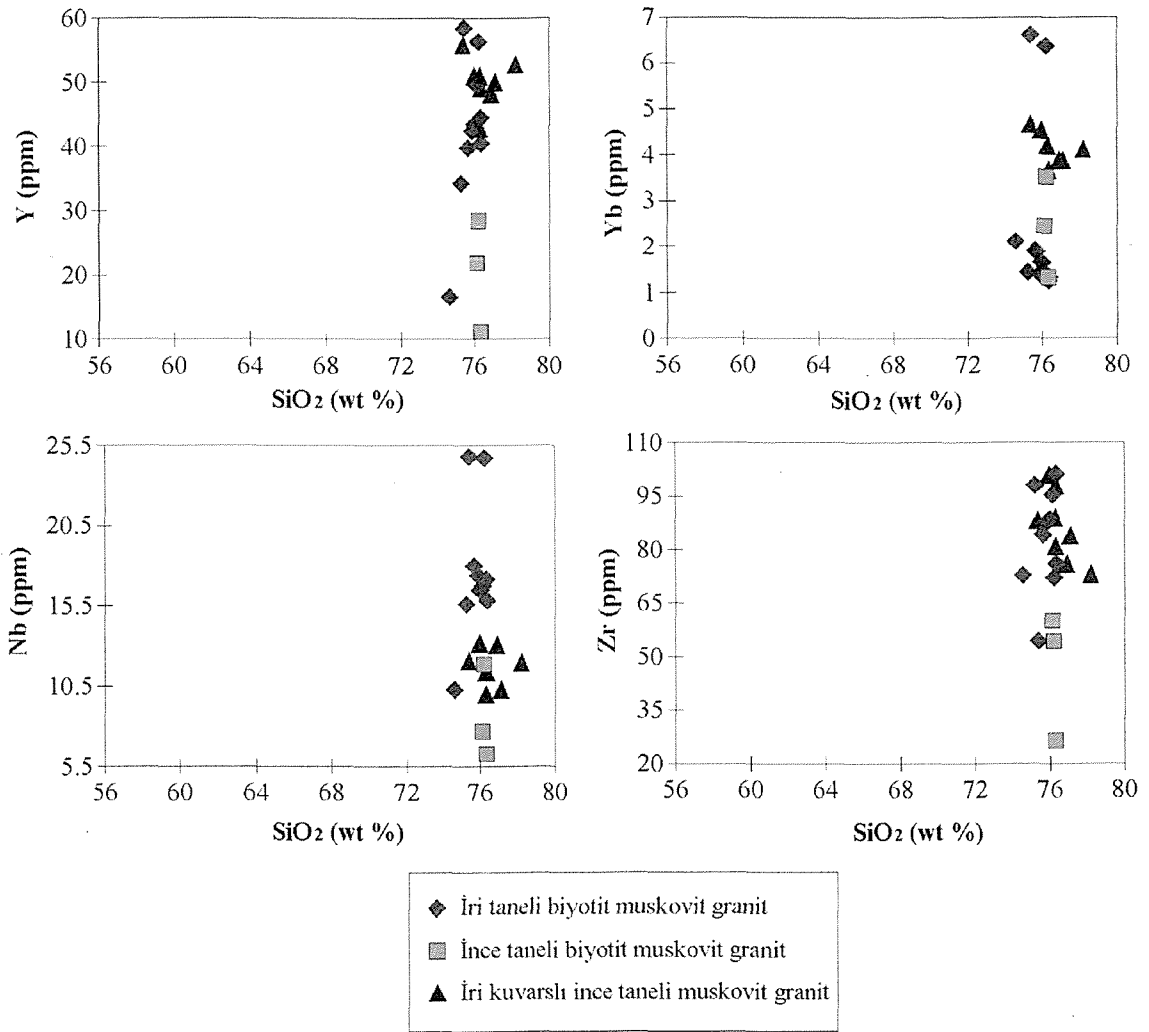 60
50
40
30
20
10
Y (ppm)
56 60 64 68 72 76 80
SiO2 (wt %)
7
6
5
4
3
2
1
0
Yb (ppm)
56 60 64 68 72 76 80
SiO2 (wt %)
25.5
20.5
15.5
10.5
5.5
Nb (ppm)
56 60 64 68 72 76 80
SiO2 (wt %)
110
95
80
65
50
35
20
Zr (ppm)
56 60 64 68 72 76 80
SiO2 (wt %)
İri taneli biyotit muskovit granit
İnce taneli biyotit muskovit granit
İri kuvarslı ince taneli muskovit granit